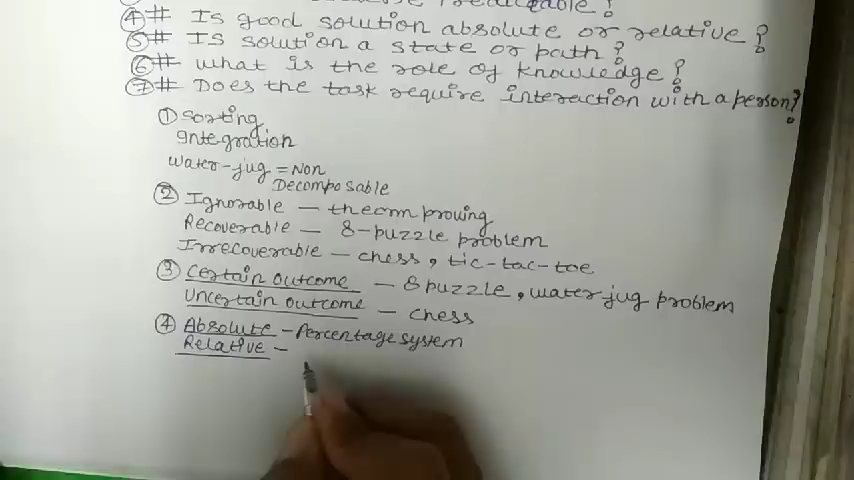 ④# Is good solution absolute or relative?
⑤# Is solution a state or path?
⑥# what is the role of knowledge?
⑦# Does the task require interaction with a person?
① Sorting
Integration
Water-jug = Non
Decomposable
② Ignorable - theorm proving
Recoverable - 8-puzzle problem
Irrecoverable - chess, tic-tac-toe
③ Certain outcome - 8 puzzle, water jug problem
Uncertain outcome - chess
④ Absolute - Percentage system
Relative -